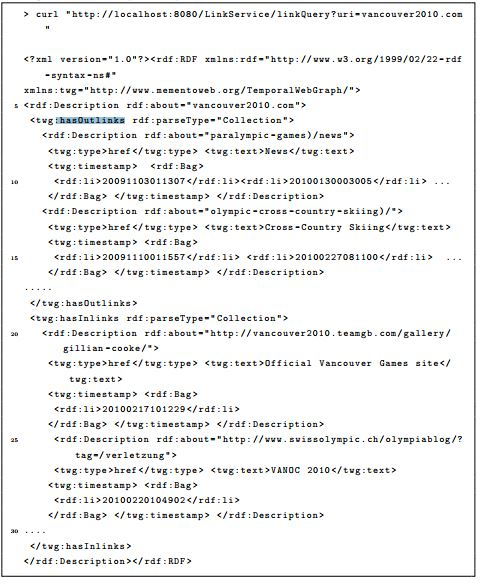 > curl "http://localhost:8080/LinkService/linkQuery?uri=vancouver2010.com
"
<?xml version="1.0"?><rdf:RDF xmlns:rdf="http://www.w3.org/1999/02/22-rdf
-syntax-ns#"
xmlns:twg="http://www.mementoweb.org/TemporalWebGraph/">
5 <rdf:Description rdf:about="vancouver2010.com">
<twg:hasOutlinks rdf:parseType="Collection">
<rdf:Description rdf:about="paralympic-games)/news">
<twg:type>href</twg:type> <twg:text>News</twg:text>
<twg:timestamp> <rdf:Bag>
10 <rdf:li>20091103011307</rdf:li><rdf:li>20100130003005</rdf:li> ...
</rdf:Bag> </twg:timestamp> </rdf:Description>
<rdf:Description rdf:about="olympic-cross-country-skiing)/">
<twg:type>href</twg:type> <twg:text>Cross-Country Skiing</twg:text>
<twg:timestamp> <rdf:Bag>
15 <rdf:li>20091110011557</rdf:li> <rdf:li>20100227081100</rdf:li> ...
</rdf:Bag> </twg:timestamp> </rdf:Description>
.....
</twg:hasOutlinks>
<twg:hasInlinks rdf:parseType="Collection">
20 <rdf:Description rdf:about="http://vancouver2010.teamgb.com/gallery/
gillian-cooke/">
<twg:type>href</twg:type> <twg:text>Official Vancouver Games site</
twg:text>
<twg:timestamp> <rdf:Bag>
<rdf:li>20100217101229</rdf:li>
</rdf:Bag> </twg:timestamp> </rdf:Description>
25 <rdf:Description rdf:about="http://www.swissolympic.ch/olympiablog/?
tag=/verletzung">
<twg:type>href</twg:type> <twg:text>VANOC 2010</twg:text>
<twg:timestamp> <rdf:Bag>
<rdf:li>20100220104902</rdf:li>
</rdf:Bag> </twg:timestamp> </rdf:Description>
30 ....
</twg:hasInlinks>
</rdf:Description></rdf:RDF>